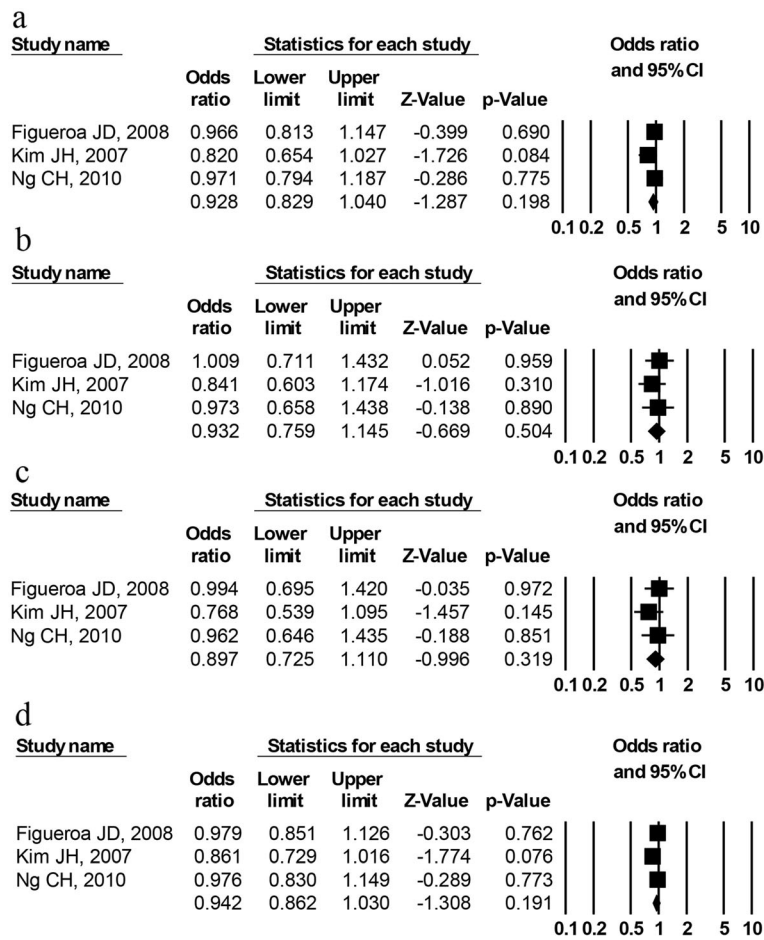 a
Study name Statistics for each study Odds ratio
and 95%CI
Odds Lower Upper
ratio limit limit Z-Value p-Value
Figueroa JD, 2008 0.966 0.813 1.147 -0.399 0.690
Kim JH, 2007 0.820 0.654 1.027 -1.726 0.084
Ng CH, 2010 0.971 0.794 1.187 -0.286 0.775
0.928 0.829 1.040 -1.287 0.198
0.1 0.2 0.5 1 2 5 10
b
Study name Statistics for each study Odds ratio
and 95%CI
Odds Lower Upper
ratio limit limit Z-Value p-Value
Figueroa JD, 2008 1.009 0.711 1.432 0.052 0.959
Kim JH, 2007 0.841 0.603 1.174 -1.016 0.310
Ng CH, 2010 0.973 0.658 1.438 -0.138 0.890
0.932 0.759 1.145 -0.669 0.504
0.1 0.2 0.5 1 2 5 10
c
Study name Statistics for each study Odds ratio
and 95%CI
Odds Lower Upper
ratio limit limit Z-Value p-Value
Figueroa JD, 2008 0.994 0.695 1.420 -0.035 0.972
Kim JH, 2007 0.768 0.539 1.095 -1.457 0.145
Ng CH, 2010 0.962 0.646 1.435 -0.188 0.851
0.897 0.725 1.110 -0.996 0.319
0.1 0.2 0.5 1 2 5 10
d
Study name Statistics for each study Odds ratio
and 95%CI
Odds Lower Upper
ratio limit limit Z-Value p-Value
Figueroa JD, 2008 0.979 0.851 1.126 -0.303 0.762
Kim JH, 2007 0.861 0.729 1.016 -1.774 0.076
Ng CH, 2010 0.976 0.830 1.149 -0.289 0.773
0.942 0.862 1.030 -1.308 0.191
0.1 0.2 0.5 1 2 5 10